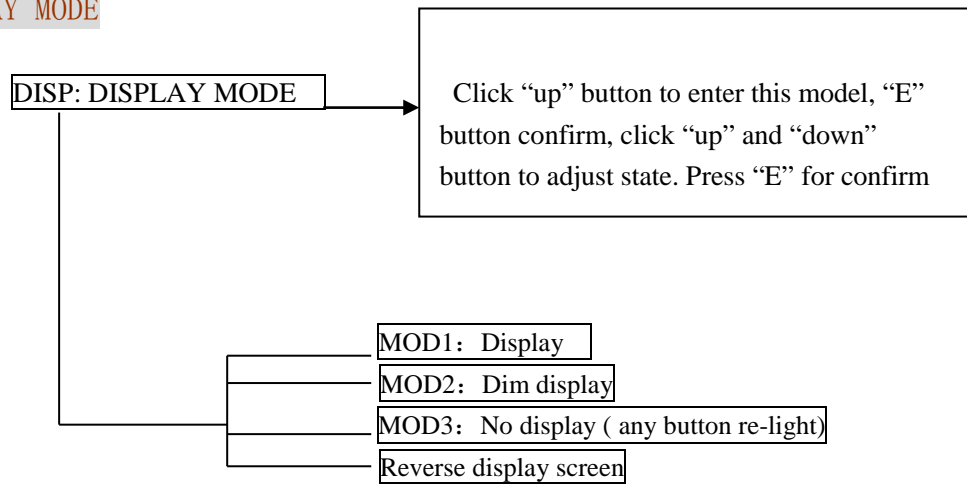 MODE
DISP: DISPLAY MODE
Click “up” button to enter this model, “E”
button confirm, click “up” and “down”
button to adjust state. Press “E” for confirm
MOD1：Display
MOD2：Dim display
MOD3：No display ( any button re-light)
Reverse display screen